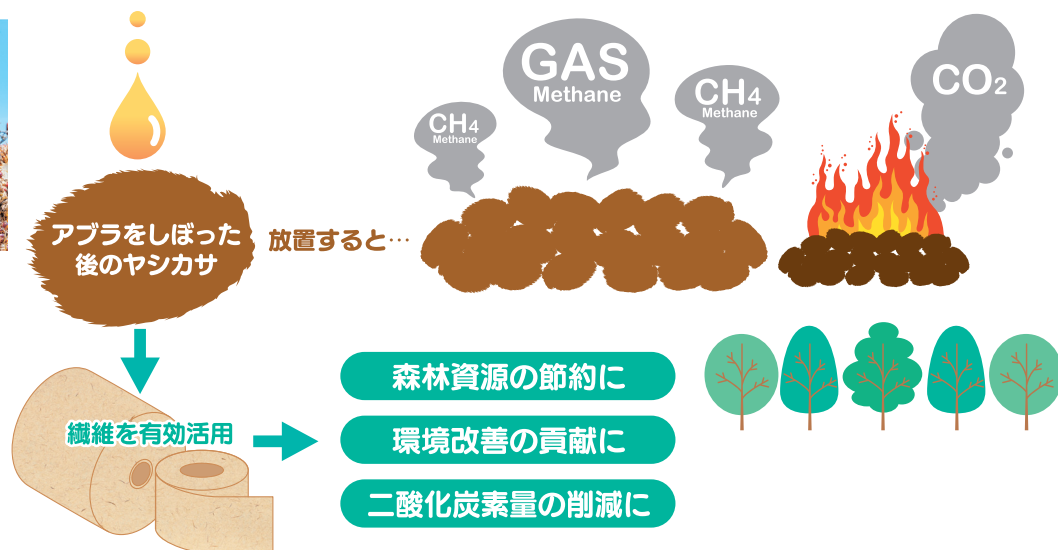 GAS
Methane
CH4
Methane
CH4
Methane
CO2
アブラをしぼった
後のヤシカサ
放置すると…
繊維を有効活用
森林資源の節約に
環境改善の貢献に
二酸化炭素量の削減に